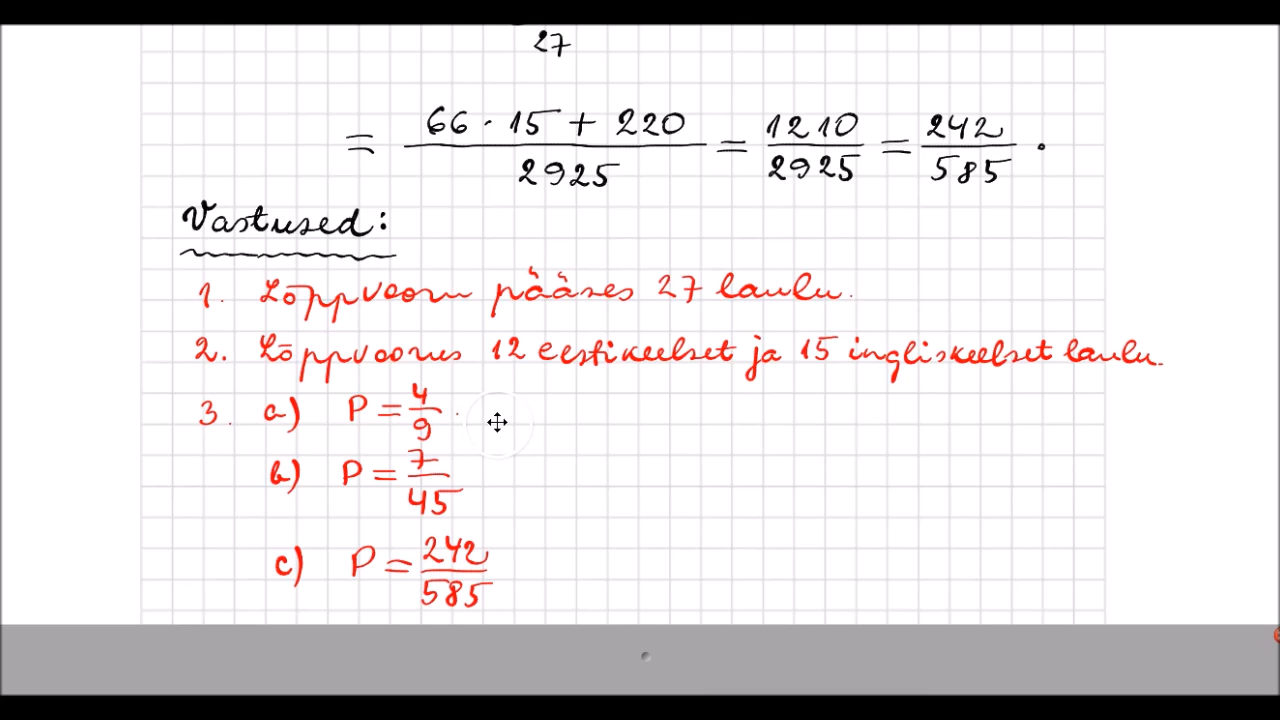 27
= 66 · 15 + 220 / 2925 = 1210 / 2925 = 242 / 585 .
Vastused:
1. Lõppvooru pääses 27 laulu.
2. Lõppvoorus 12 eestikeelset ja 15 ingliskeelset laulu.
3. a) P = 4/9.
b) P = 7/45
c) P = 242/585